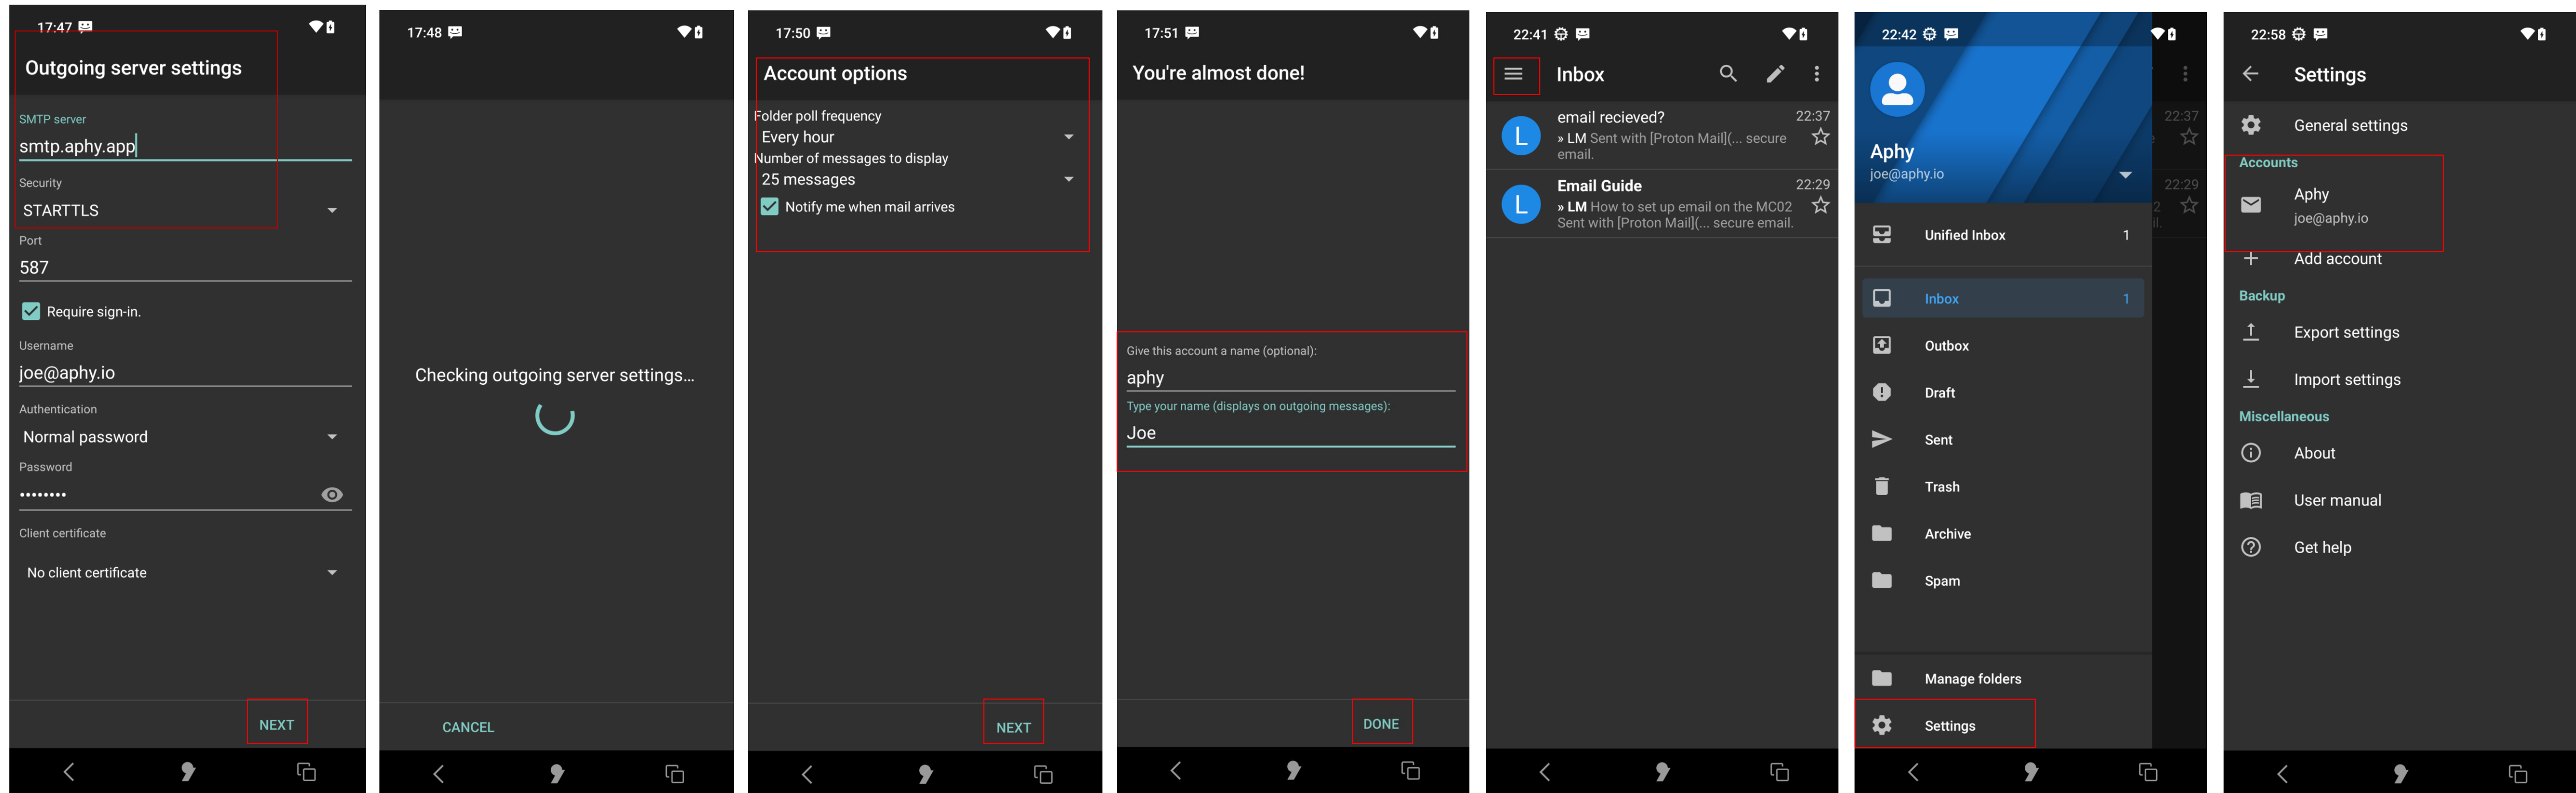 17:47
Outgoing server settings
SMTP server
smtp.aphy.app
Security
STARTTLS
Port
587
Require sign-in.
Username
joe@aphy.io
Authentication
Normal password
Password
••••••••
Client certificate
No client certificate
NEXT
17:48
Checking outgoing server settings...
CANCEL
17:50
Account options
Folder poll frequency
Every hour
Number of messages to display
25 messages
Notify me when mail arrives
NEXT
17:51
You're almost done!
Give this account a name (optional):
aphy
Type your name (displays on outgoing messages):
Joe
DONE
22:41
Inbox
L
email recieved?
22:37
» LM Sent with [Proton Mail](... secure
email.
L
Email Guide
22:29
» LM How to set up email on the MC02
Sent with [Proton Mail](... secure email.
22:42
Aphy
joe@aphy.io
Unified Inbox 1
Inbox 1
Outbox
Draft
Sent
Trash
Archive
Spam
Manage folders
Settings
22:37
22:29
2
il.
22:58
Settings
General settings
Accounts
Aphy
joe@aphy.io
Add account
Backup
Export settings
Import settings
Miscellaneous
About
User manual
Get help